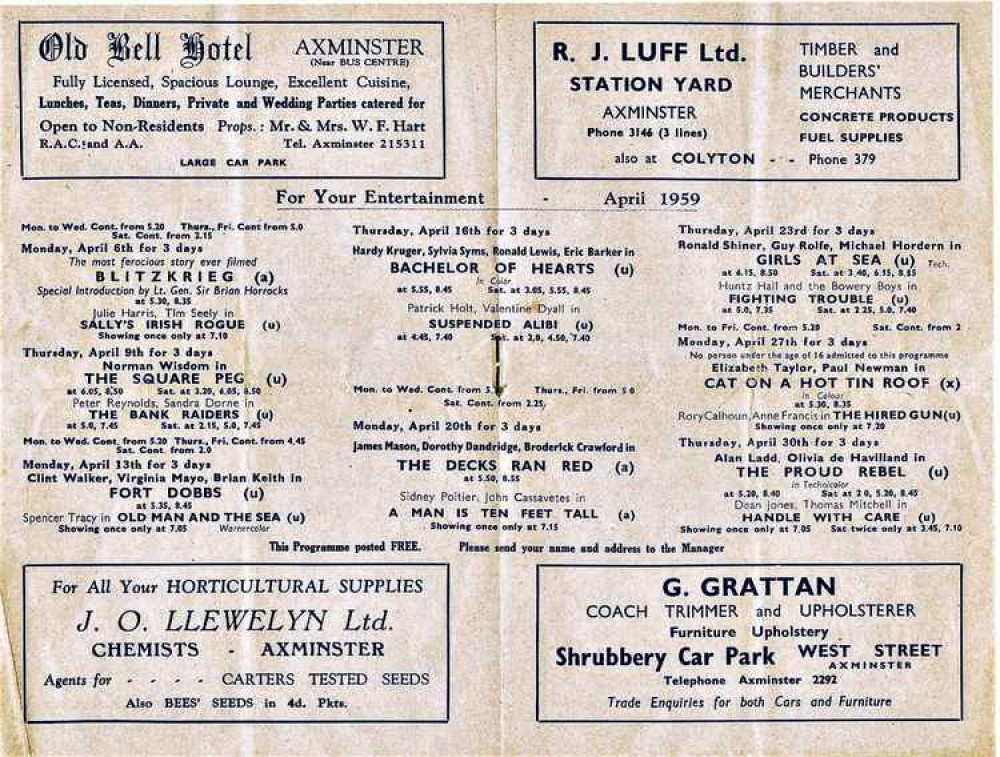 Old Bell Hotel AXMINSTER
(Near BUS CENTRE)
Fully Licensed, Spacious Lounge, Excellent Cuisine,
Lunches, Teas, Dinners, Private and Wedding Parties catered for
Open to Non-Residents Props. : Mr. & Mrs. W. F. Hart
R.A.C. and A.A. Tel. Axminster 215311
LARGE CAR PARK
R. J. LUFF Ltd.
STATION YARD
AXMINSTER
Phone 3146 (3 lines)
TIMBER and
BUILDERS'
MERCHANTS
CONCRETE PRODUCTS
FUEL SUPPLIES
also at COLYTON - - Phone 379
For Your Entertainment - April 1959
Mon. to Wed. Cont. from 5.20 Thurs., Fri. Cont from 5.0
Sat. Cont. from 2.15
Monday, April 6th for 3 days
The most ferocious story ever filmed
BLITZKRIEG (a)
Special Introduction by Lt. Gen. Sir Brian Horrocks
at 5.30, 8.35
Julie Harris, Tim Seely in
SALLY'S IRISH ROGUE (u)
Showing once only at 7.10
Thursday, April 9th for 3 days
Norman Wisdom in
THE SQUARE PEG (u)
at 6.05, 8.50 Sat. at 3.20, 6.05, 8.50
Peter Reynolds, Sandra Dorne in
THE BANK RAIDERS (u)
at 5.0, 7.45 Sat. at 2.15, 5.0, 7.45
Mon. to Wed. Cont. from 5.20 Thurs., Fri. Cont. from 4.45
Sat. Cont. from 2.0
Monday, April 13th for 3 days
Clint Walker, Virginia Mayo, Brian Keith in
FORT DOBBS (u)
at 5.35, 8.45
Spencer Tracy in OLD MAN AND THE SEA (u)
Showing once only at 7.05 Warnercolor
Thursday, April 16th for 3 days
Hardy Kruger, Sylvia Syms, Ronald Lewis, Eric Barker in
BACHELOR OF HEARTS (u)
In Color
at 5.55, 8.45 Sat. at 3.05, 5.55, 8.45
Patrick Holt, Valentine Dyall in
SUSPENDED ALIBI (u)
at 4.45, 7.40 Sat. at 2.0, 4.50, 7.40
Mon. to Wed. Cont. from Thurs., Fri. from 5 0
Sat. Cont. from 2.25,
Monday, April 20th for 3 days
James Mason, Dorothy Dandridge, Broderick Crawford in
THE DECKS RAN RED (a)
at 5.50, 8.55
Sidney Poitier, John Cassavetes in
A MAN IS TEN FEET TALL (a)
Showing once only at 7.15
Thursday, April 23rd for 3 days
Ronald Shiner, Guy Rolfe, Michael Hordern in
GIRLS AT SEA (u) Tech.
at 6.15, 8.50 Sat. at 3 40, 6.15, 8.55
Huntz Hall and the Bowery Boys in
FIGHTING TROUBLE (u)
at 5.0, 7.35 Sat. at 2 25, 5.0, 7.40
Mon. to Fri. Cont. from 5.20 Sat. Cont. from 2
Monday, April 27th for 3 days
No person under the age of 16 admitted to this programme
Elizabeth Taylor, Paul Newman in
CAT ON A HOT TIN ROOF (x)
In Colour
at 5.30, 8.35
Rory Calhoun, Anne Francis in THE HIRED GUN (u)
Showing once only at 7.20
Thursday, April 30th for 3 days
Alan Ladd, Olivia de Havilland in
THE PROUD REBEL (u)
in Technicolor
at 5.20, 8.40 Sat at 2 0, 5.20, 8.45
Dean Jones, Thomas Mitchell in
HANDLE WITH CARE (u)
Showing once only at 7.05 Sat twice only at 3.45, 7.10
This Programme posted FREE. Please send your name and address to the Manager
For All Your HORTICULTURAL SUPPLIES
J. O. LLEWELYN Ltd.
CHEMISTS - AXMINSTER
Agents for - - - - CARTERS TESTED SEEDS
Also BEES' SEEDS in 4d. Pkts.
G. GRATTAN
COACH TRIMMER and UPHOLSTERER
Furniture Upholstery
Shrubbery Car Park WEST STREET
AXMINSTER
Telephone Axminster 2292
Trade Enquiries for both Cars and Furniture